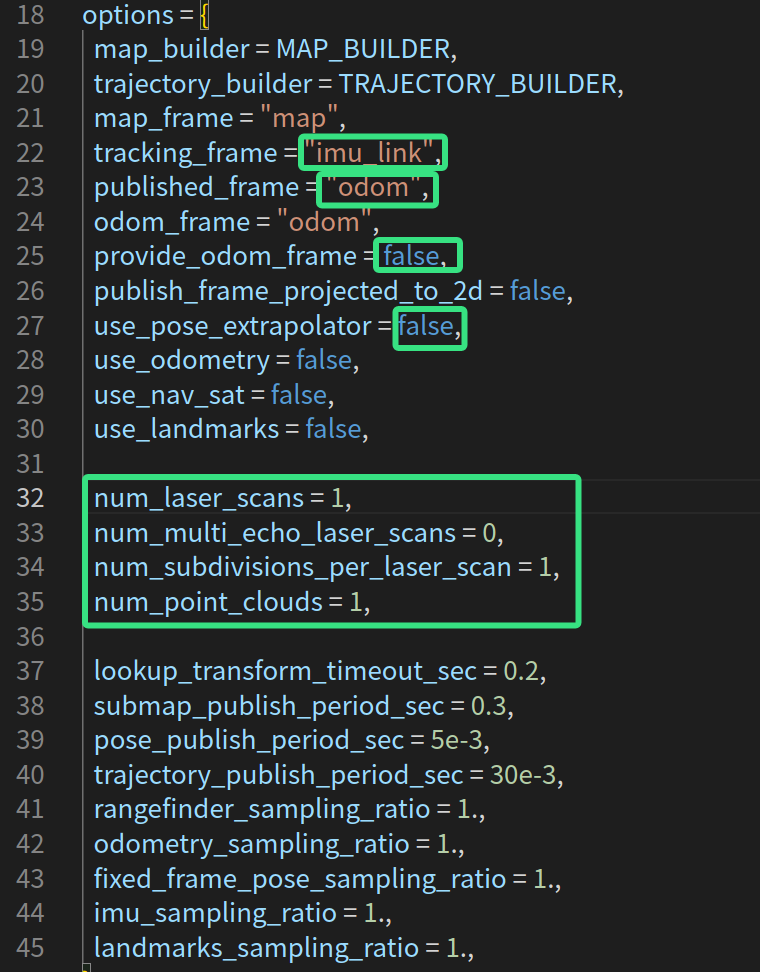 18 options = {
19 map_builder = MAP_BUILDER,
20 trajectory_builder = TRAJECTORY_BUILDER,
21 map_frame = "map",
22 tracking_frame = "imu_link",
23 published_frame = "odom",
24 odom_frame = "odom",
25 provide_odom_frame = false,
26 publish_frame_projected_to_2d = false,
27 use_pose_extrapolator = false,
28 use_odometry = false,
29 use_nav_sat = false,
30 use_landmarks = false,
31
32 num_laser_scans = 1,
33 num_multi_echo_laser_scans = 0,
34 num_subdivisions_per_laser_scan = 1,
35 num_point_clouds = 1,
36
37 lookup_transform_timeout_sec = 0.2,
38 submap_publish_period_sec = 0.3,
39 pose_publish_period_sec = 5e-3,
40 trajectory_publish_period_sec = 30e-3,
41 rangefinder_sampling_ratio = 1.,
42 odometry_sampling_ratio = 1.,
43 fixed_frame_pose_sampling_ratio = 1.,
44 imu_sampling_ratio = 1.,
45 landmarks_sampling_ratio = 1.,